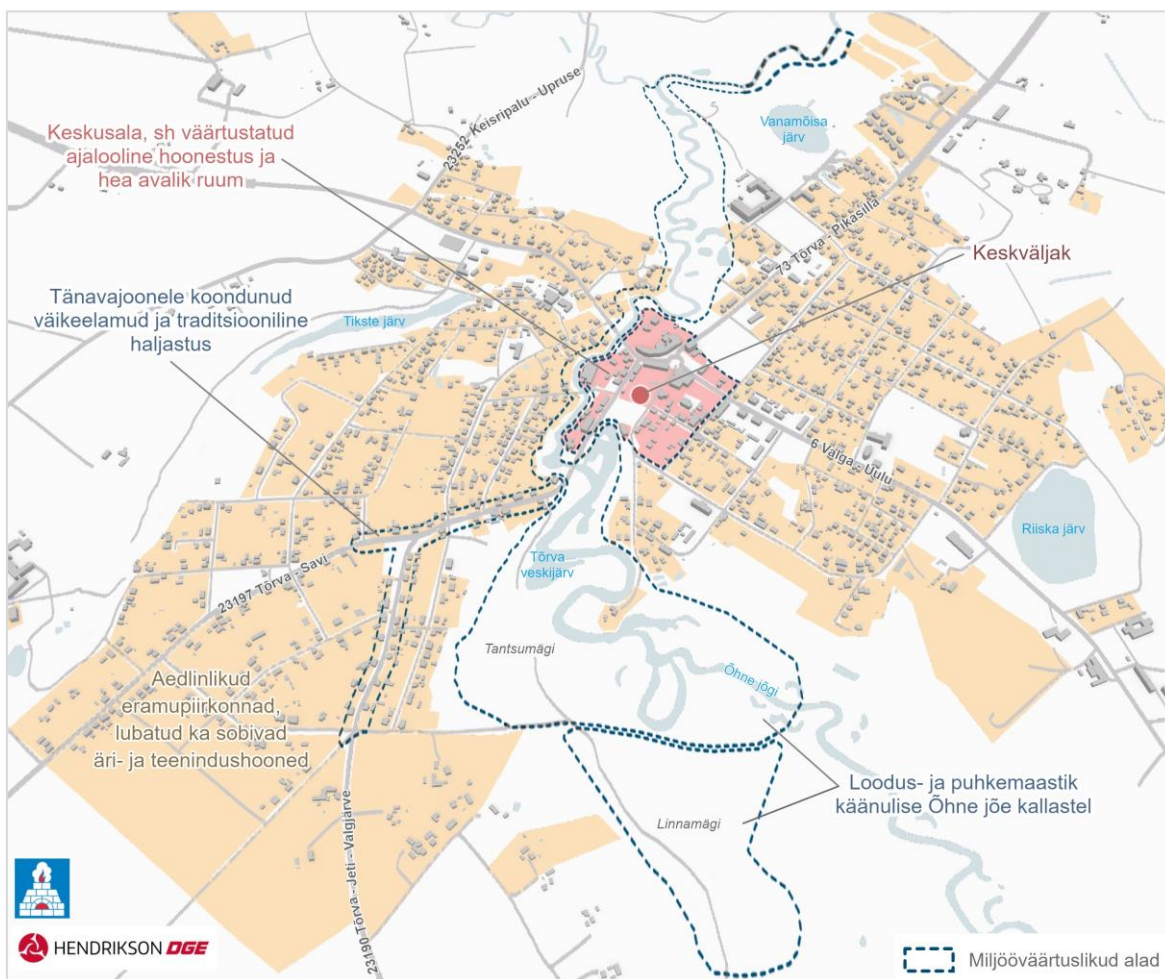 23252 Keisripalu - Upruse
Vanamõisa
järv
Keskusala, sh väärtustatud
ajalooline hoonestus ja
hea avalik ruum
73 Tõrva - Pikasilla
Keskväljak
Tänavajoonele koondunud
väikeelamud ja traditsiooniline
haljastus
Tikste järv
6 Valga - Uulu
Riiska järv
Tõrva
veskijärv
23197 Tõrva - Savi
Tantsumägi
Õhne jõgi
Aedlinlikud
eramupiirkonnad,
lubatud ka sobivad
äri- ja teenindushooned
Loodus- ja puhkemaastik
käänulise Õhne jõe kallastel
Linnamägi
23190 Tõrva - Jeti - Valgjärve
HENDRIKSON DGE
Miljööväärtuslikud alad